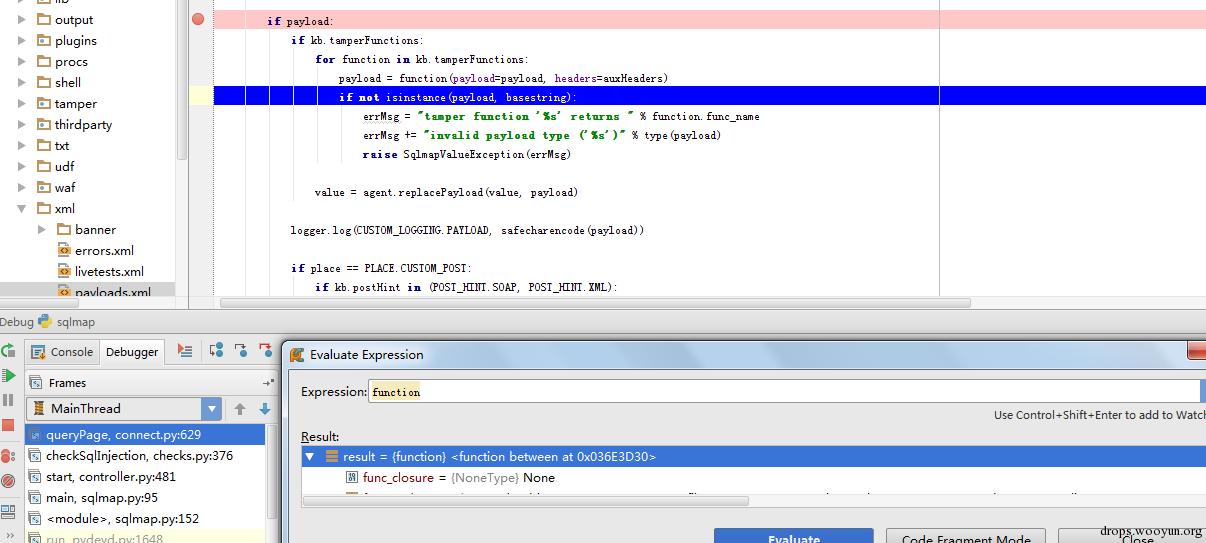 lib
output
plugins
procs
shell
tamper
thirdparty
txt
udf
waf
xml
banner
errors.xml
livetests.xml
payloads.xml
if payload:
if kb.tamperFunctions:
for function in kb.tamperFunctions:
payload = function(payload=payload, headers=auxHeaders)
if not isinstance(payload, basestring):
errMsg = "tamper function '%s' returns " % function.func_name
errMsg += "invalid payload type ('%s')" % type(payload)
raise SqlmapValueException(errMsg)
value = agent.replacePayload(value, payload)
logger.log(CUSTOM_LOGGING.PAYLOAD, safecharencode(payload))
if place == PLACE.CUSTOM_POST:
if kb.postHint in (POST_HINT.SOAP, POST_HINT.XML):
Debug sqlmap
Console Debugger
Frames
MainThread
queryPage, connect.py:629
checkSqlInjection, checks.py:376
start, controller.py:481
main, sqlmap.py:95
<module>, sqlmap.py:152
run, pydevd.py:1648
Evaluate Expression
Expression: function
Use Control+Shift+Enter to add to Watch
Result:
result = {function} <function between at 0x036E3D30>
func_closure = {NoneType} None
Evaluate Code Fragment Mode Close
drops.wooyun.org